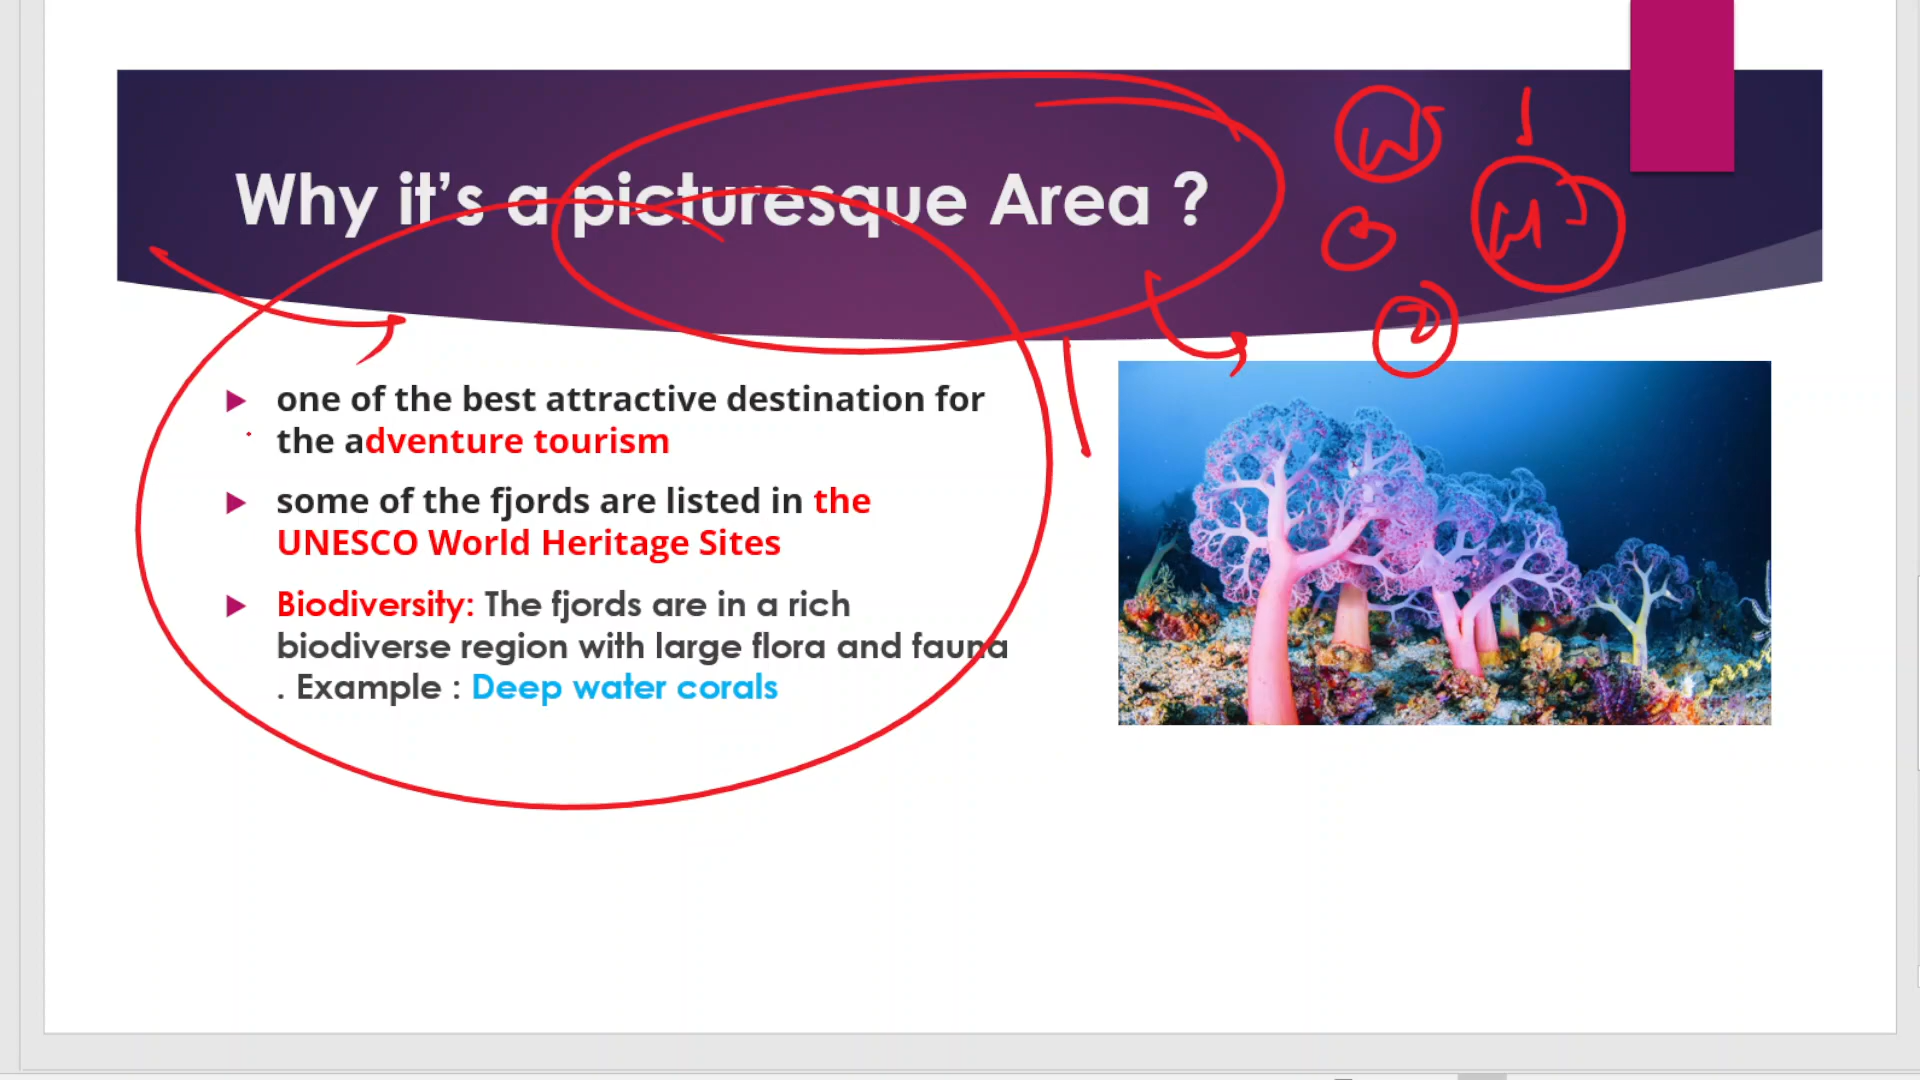 Why it’s a picturesque Area ?
one of the best attractive destination for
the adventure tourism
some of the fjords are listed in the
UNESCO World Heritage Sites
Biodiversity: The fjords are in a rich
biodiverse region with large flora and fauna
. Example : Deep water corals